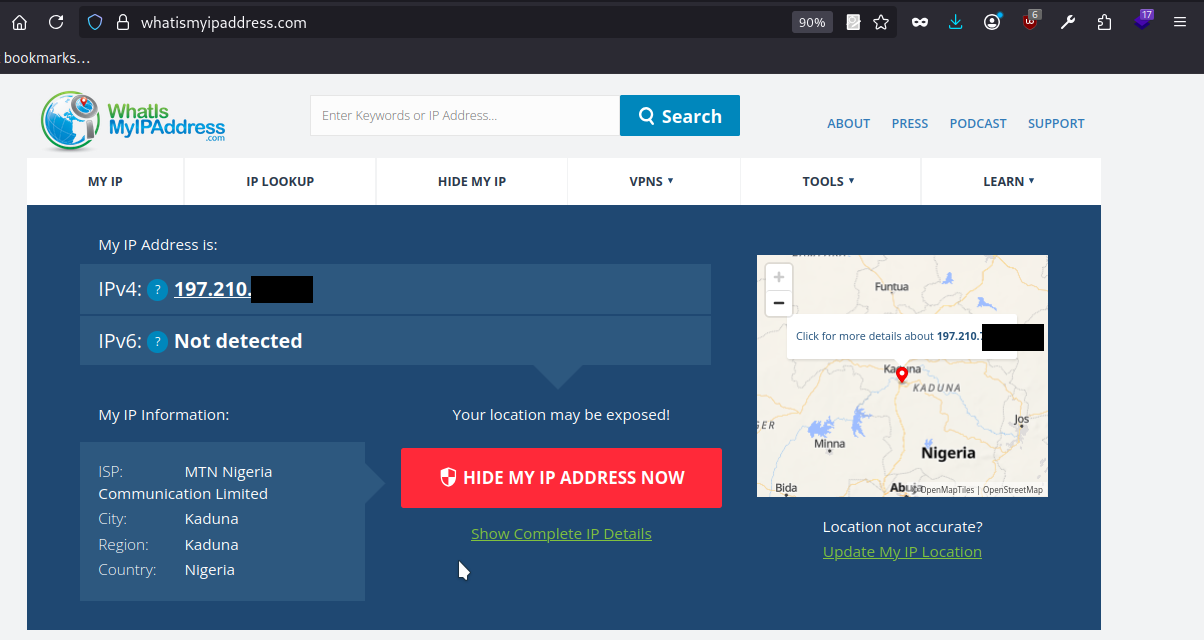 whatismyipaddress.com
90%
6
17
bookmarks…
WhatIs
MyIPAddress
.com
Enter Keywords or IP Address...
Search
ABOUT PRESS PODCAST SUPPORT
MY IP IP LOOKUP HIDE MY IP VPNS ▾ TOOLS ▾ LEARN ▾
My IP Address is:
IPv4: ? 197.210.
IPv6: ? Not detected
My IP Information:
Your location may be exposed!
ISP: MTN Nigeria
Communication Limited
City: Kaduna
Region: Kaduna
Country: Nigeria
HIDE MY IP ADDRESS NOW
Show Complete IP Details
+
−
Funtua
Click for more details about 197.210.
Kaduna
KADUNA
Jos
Minna
Nigeria
Bida
Abuja
© OpenMapTiles | OpenStreetMap
Location not accurate?
Update My IP Location